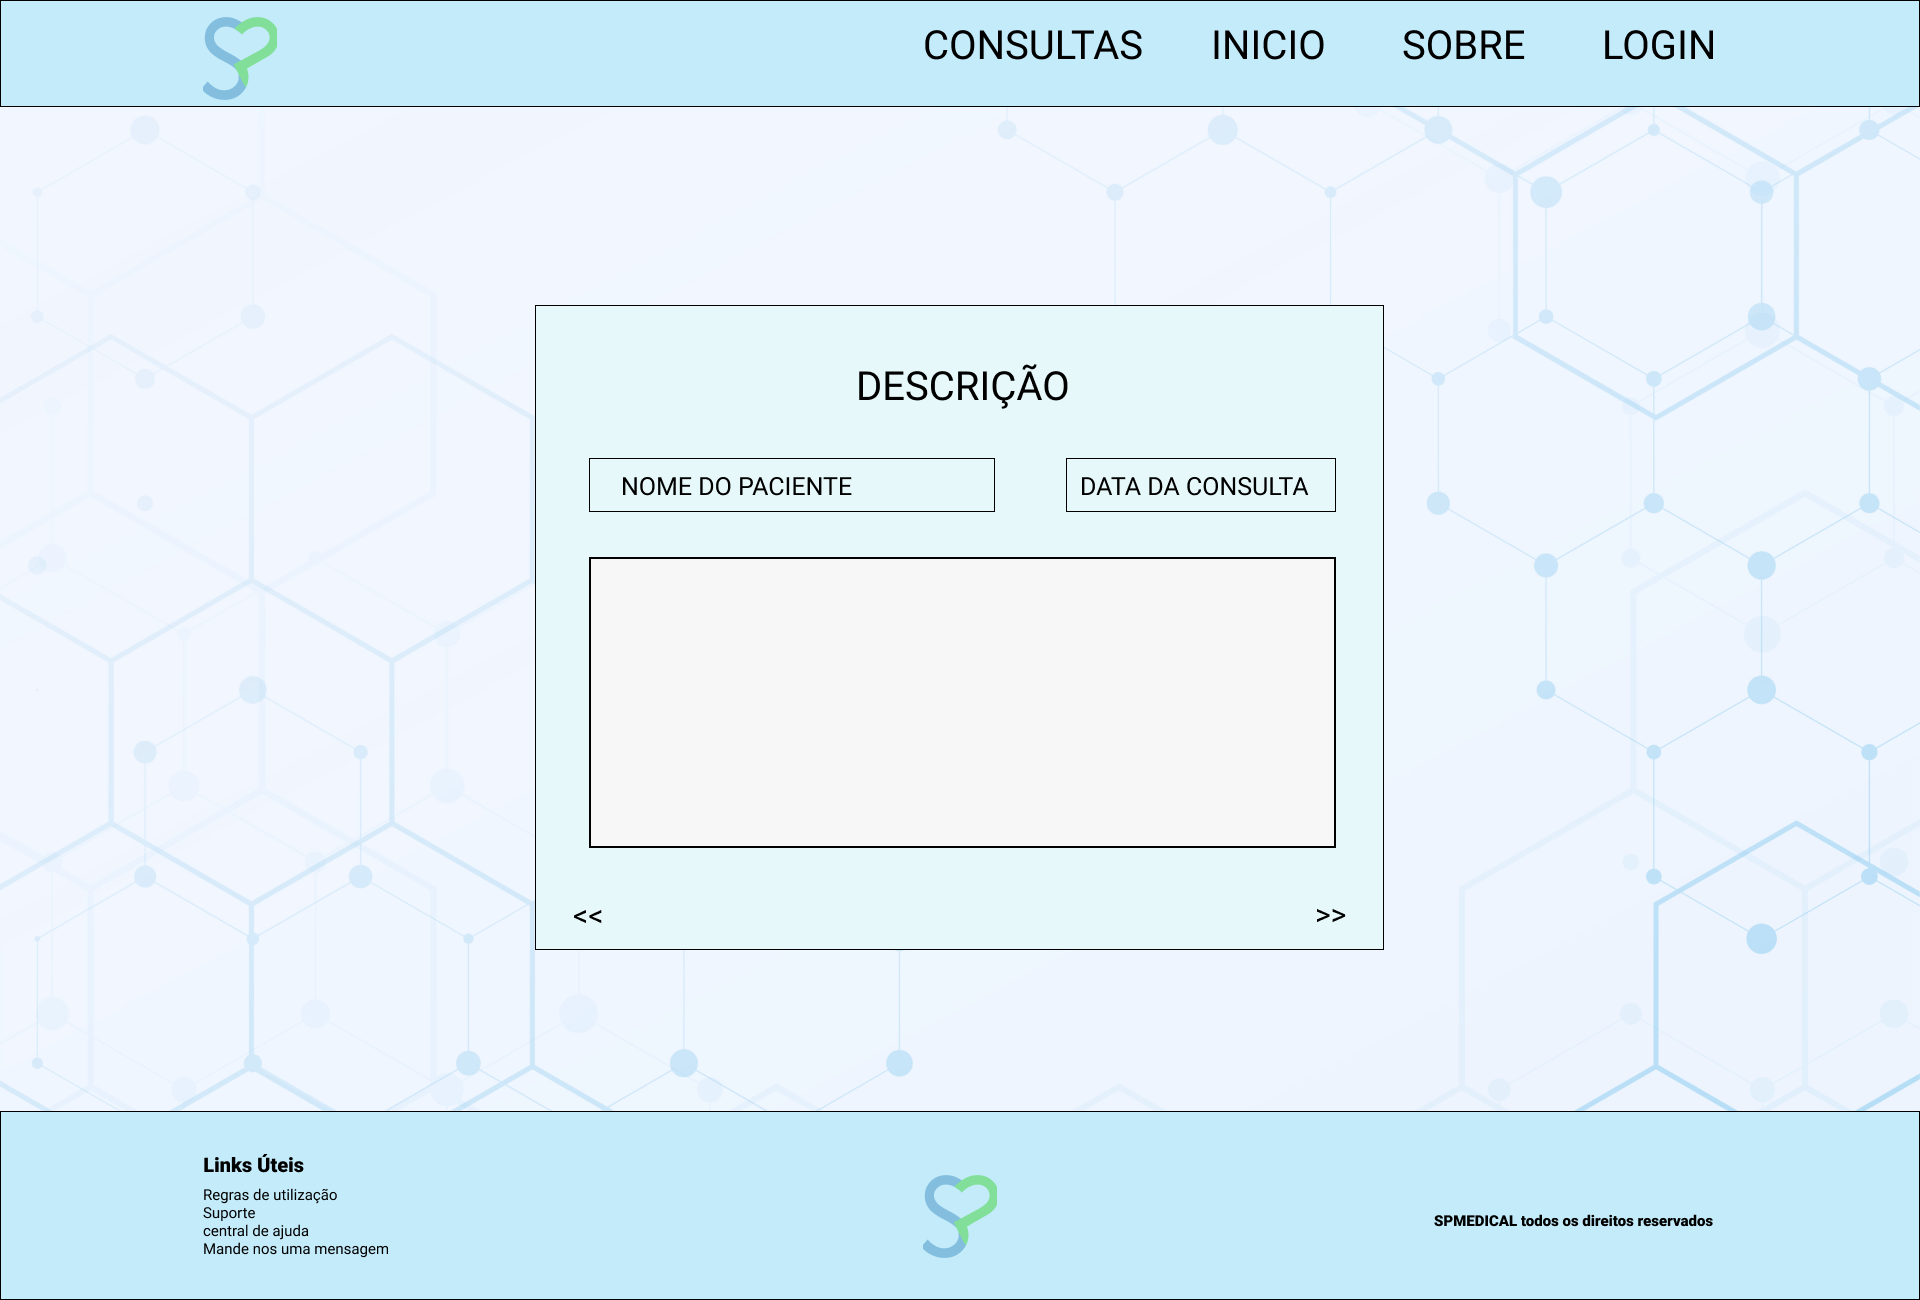 CONSULTAS INICIO SOBRE LOGIN
DESCRIÇÃO
NOME DO PACIENTE DATA DA CONSULTA
<< >>
Links Úteis
Regras de utilização
Suporte
central de ajuda
Mande nos uma mensagem
SPMEDICAL todos os direitos reservados